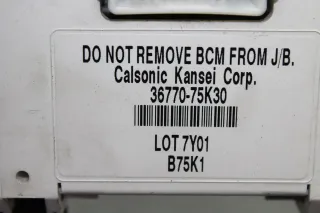 DO NOT REMOVE BCM FROM J/B.
Calsonic Kansei Corp.
36770-75K30
LOT 7Y01
B75K1